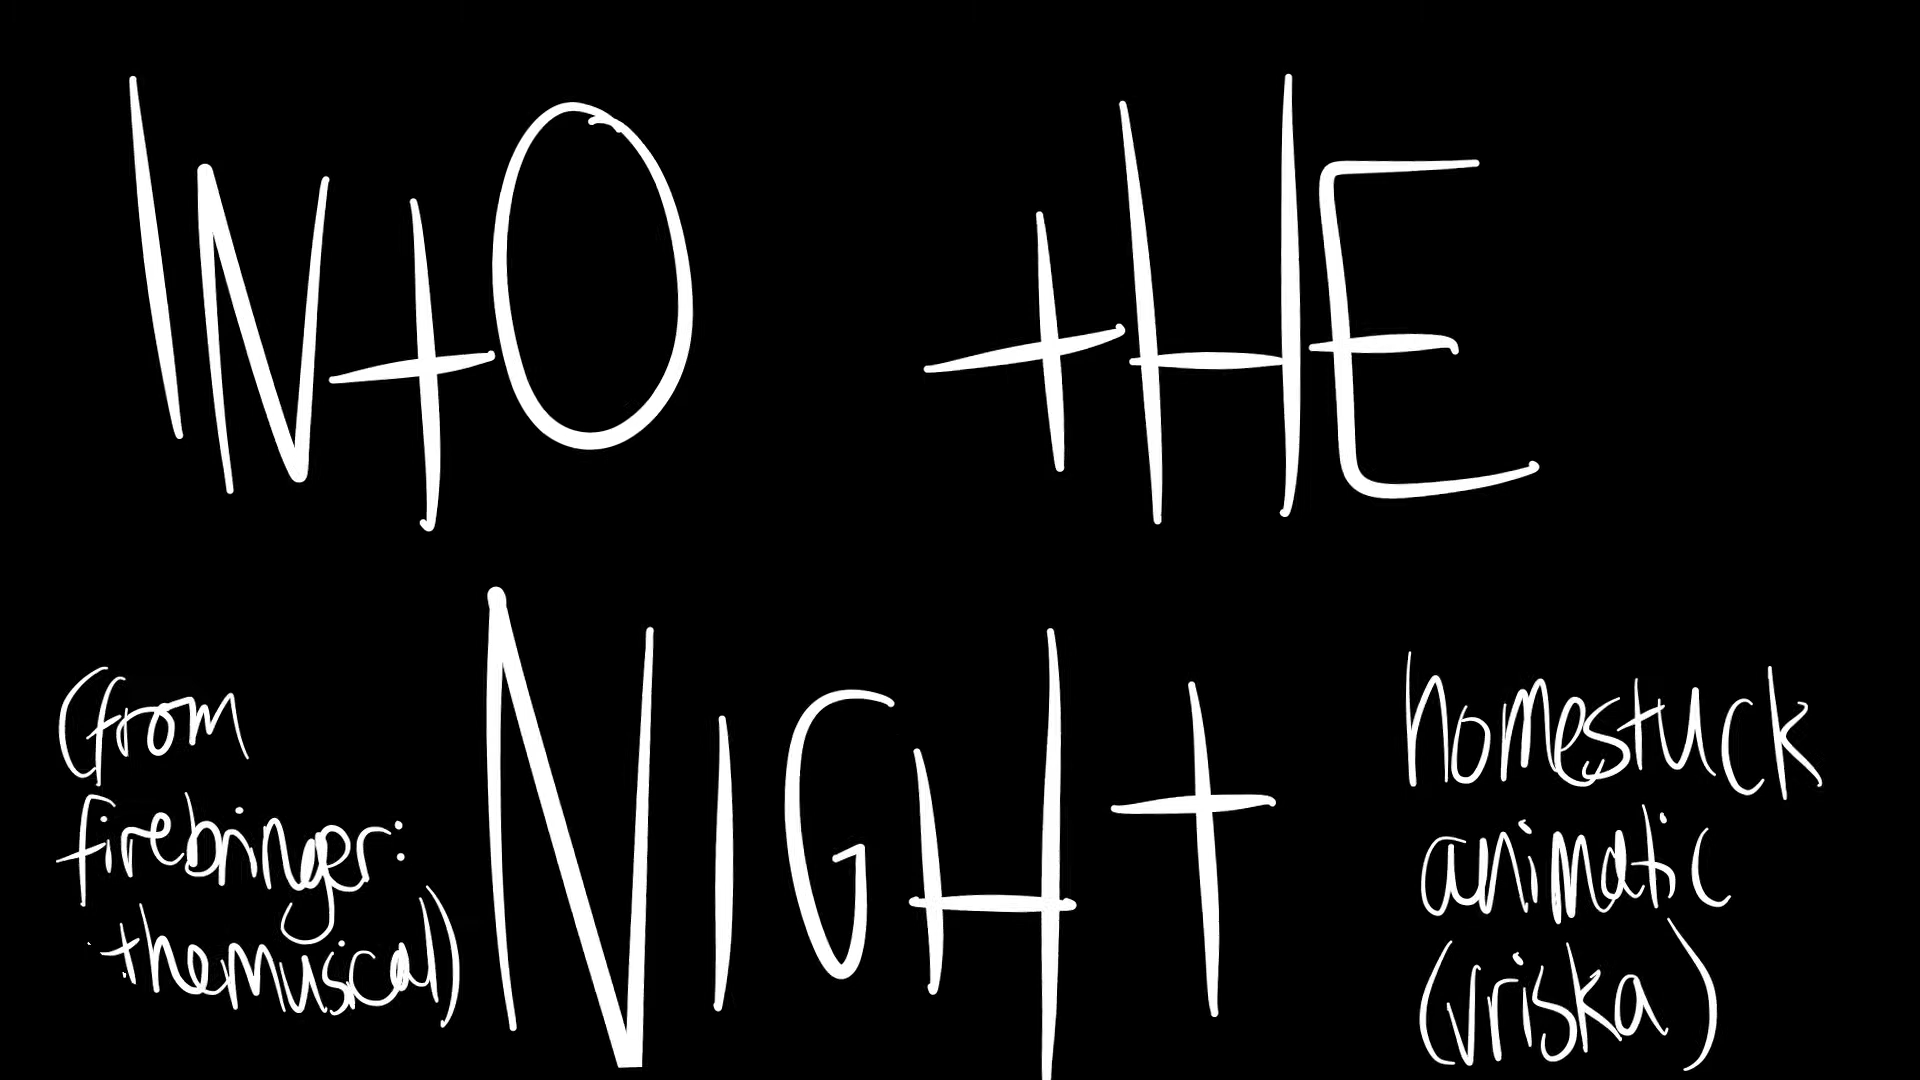 INtO tHE
NIGHt
(from
firebringer:
the musical)
homestuck
animatic
(vriska)